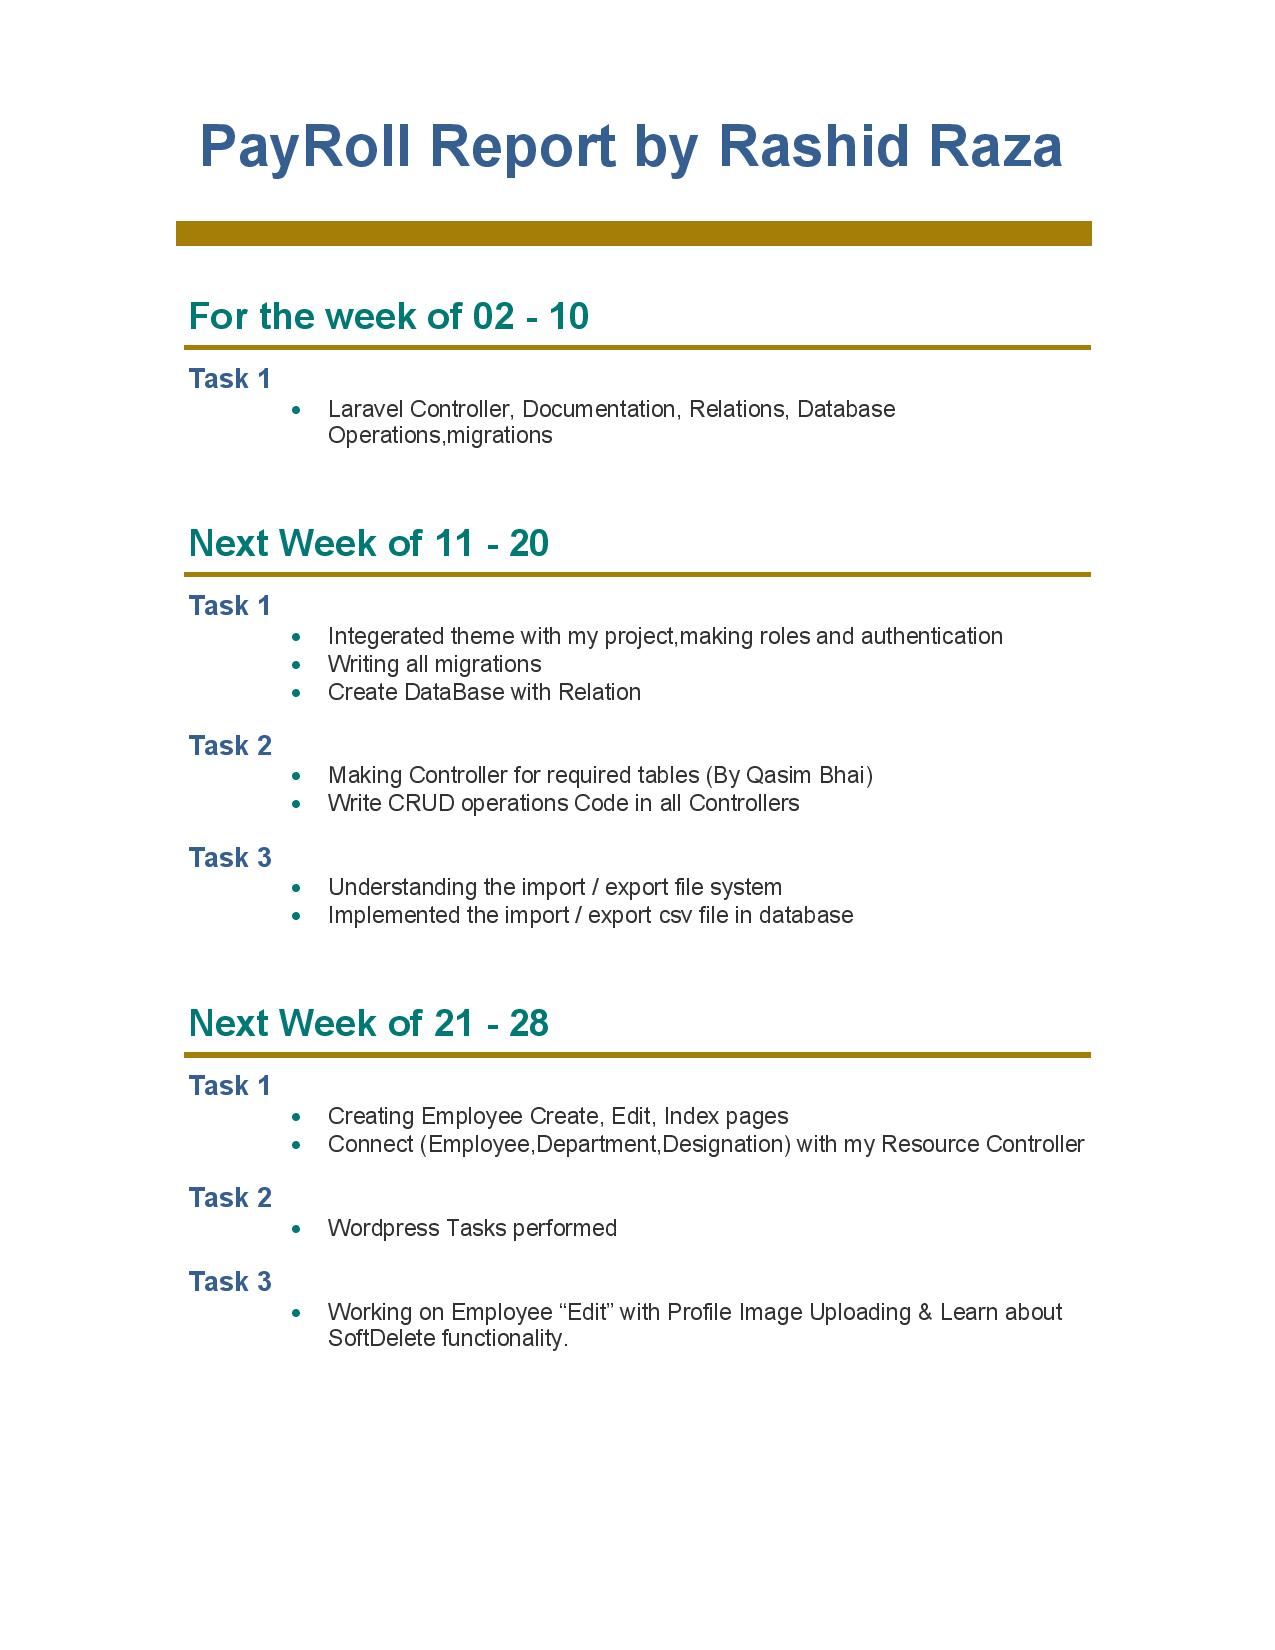 PayRoll Report by Rashid Raza
For the week of 02 - 10
Task 1
• Laravel Controller, Documentation, Relations, Database
Operations,migrations
Next Week of 11 - 20
Task 1
• Integerated theme with my project,making roles and authentication
• Writing all migrations
• Create DataBase with Relation
Task 2
• Making Controller for required tables (By Qasim Bhai)
• Write CRUD operations Code in all Controllers
Task 3
• Understanding the import / export file system
• Implemented the import / export csv file in database
Next Week of 21 - 28
Task 1
• Creating Employee Create, Edit, Index pages
• Connect (Employee,Department,Designation) with my Resource Controller
Task 2
• Wordpress Tasks performed
Task 3
• Working on Employee “Edit” with Profile Image Uploading & Learn about
SoftDelete functionality.